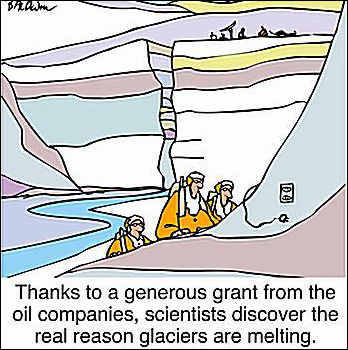 Thanks to a generous grant from the
oil companies, scientists discover the
real reason glaciers are melting.